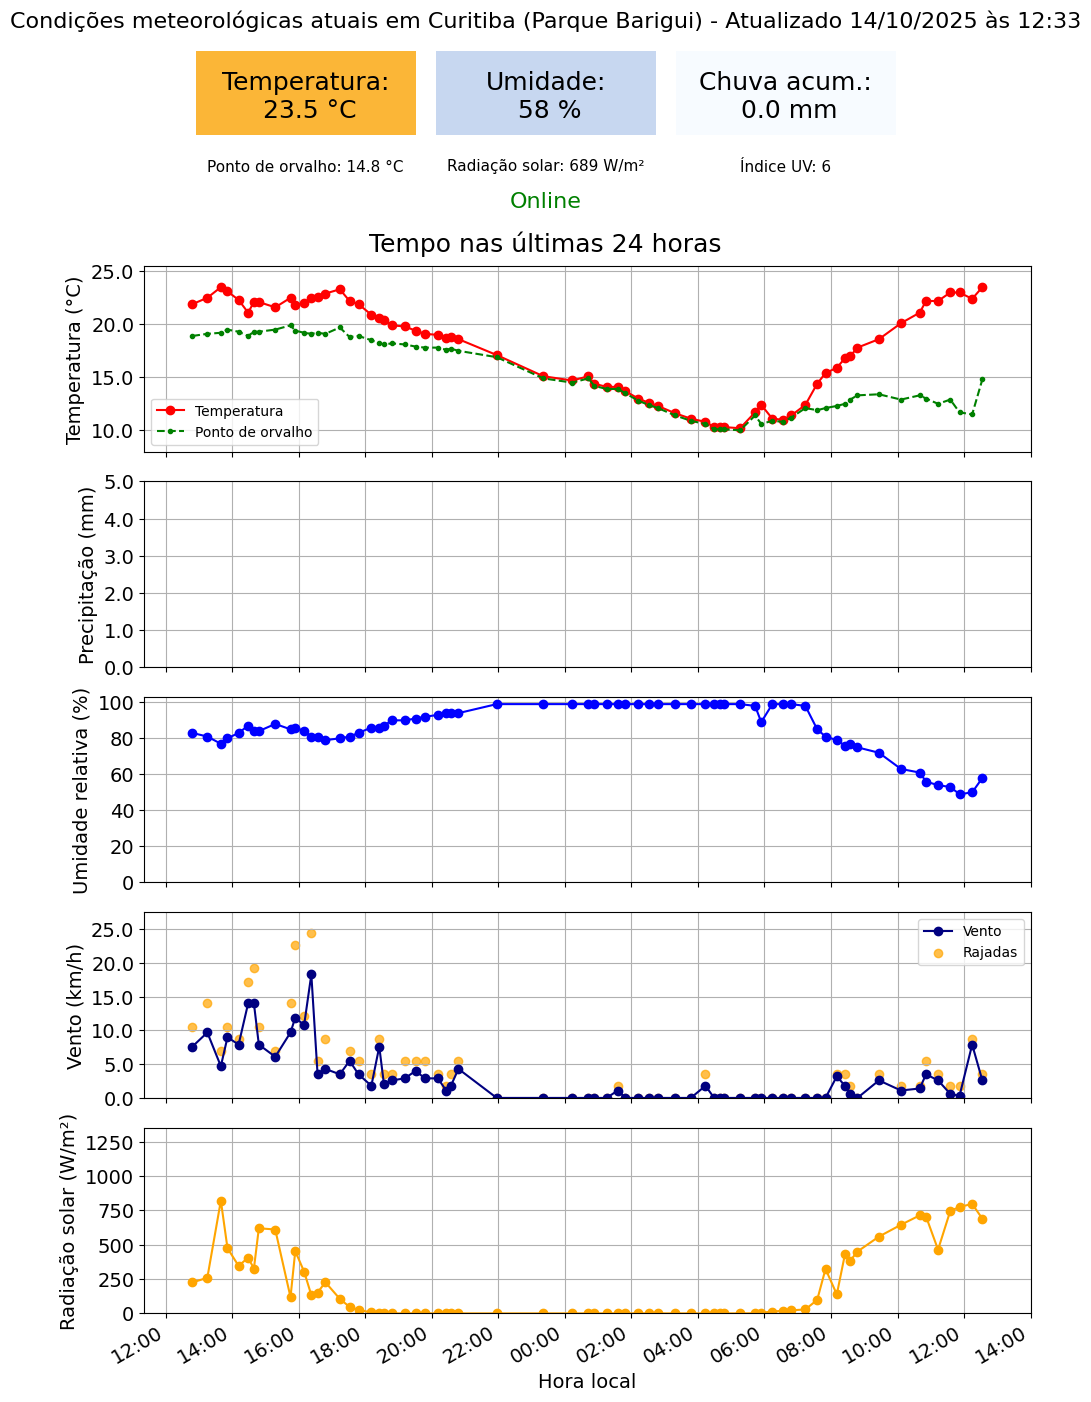 Condições meteorológicas atuais em Curitiba (Parque Barigui) - Atualizado 14/10/2025 às 12:33
Temperatura:
23.5 °C
Umidade:
58 %
Chuva acum.:
0.0 mm
Ponto de orvalho: 14.8 °C
Radiação solar: 689 W/m²
Índice UV: 6
Online
Tempo nas últimas 24 horas
Temperatura (°C)
25.0
20.0
15.0
10.0
Temperatura
Ponto de orvalho
Precipitação (mm)
5.0
4.0
3.0
2.0
1.0
0.0
Umidade relativa (%)
100
80
60
40
20
0
Vento (km/h)
25.0
20.0
15.0
10.0
5.0
0.0
Vento
Rajadas
Radiação solar (W/m²)
1250
1000
750
500
250
0
12:00
14:00
16:00
18:00
20:00
22:00
00:00
02:00
04:00
06:00
08:00
10:00
12:00
14:00
Hora local